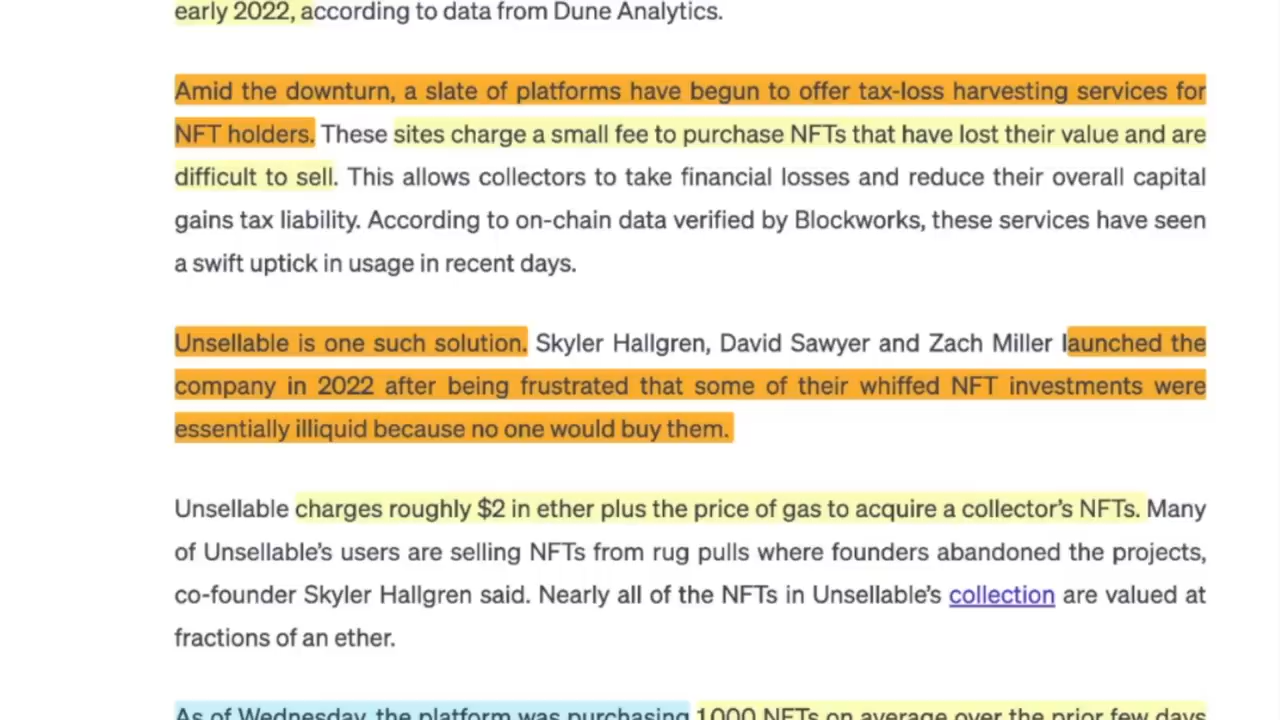 early 2022, according to data from Dune Analytics.
Amid the downturn, a slate of platforms have begun to offer tax-loss harvesting services for
NFT holders. These sites charge a small fee to purchase NFTs that have lost their value and are
difficult to sell. This allows collectors to take financial losses and reduce their overall capital
gains tax liability. According to on-chain data verified by Blockworks, these services have seen
a swift uptick in usage in recent days.
Unsellable is one such solution. Skyler Hallgren, David Sawyer and Zach Miller launched the
company in 2022 after being frustrated that some of their whiffed NFT investments were
essentially illiquid because no one would buy them.
Unsellable charges roughly $2 in ether plus the price of gas to acquire a collector’s NFTs. Many
of Unsellable’s users are selling NFTs from rug pulls where founders abandoned the projects,
co-founder Skyler Hallgren said. Nearly all of the NFTs in Unsellable’s collection are valued at
fractions of an ether.
As of Wednesday, the platform was purchasing 1000 NFTs on average over the prior few days